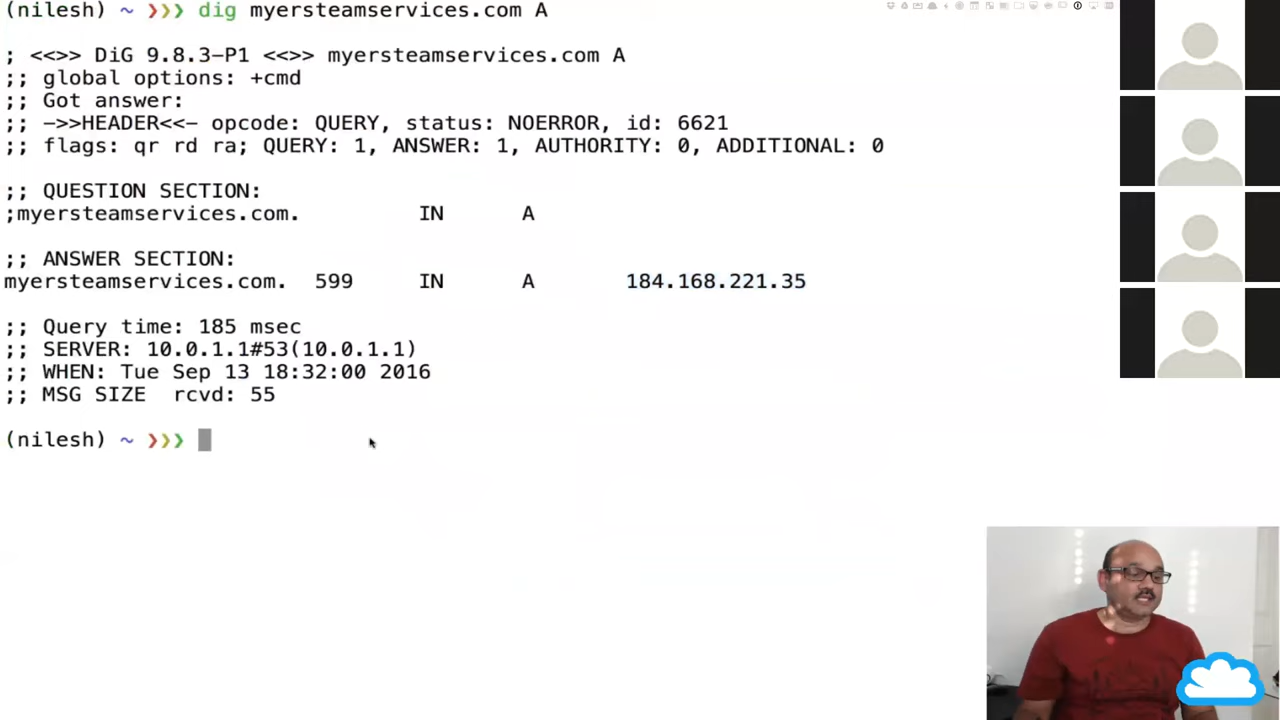 (nilesh) ~ ❯❯❯ dig myersteamservices.com A
; <<>> DiG 9.8.3-P1 <<>> myersteamservices.com A
;; global options: +cmd
;; Got answer:
;; ->>HEADER<<- opcode: QUERY, status: NOERROR, id: 6621
;; flags: qr rd ra; QUERY: 1, ANSWER: 1, AUTHORITY: 0, ADDITIONAL: 0
;; QUESTION SECTION:
;myersteamservices.com. IN A
;; ANSWER SECTION:
myersteamservices.com. 599 IN A 184.168.221.35
;; Query time: 185 msec
;; SERVER: 10.0.1.1#53(10.0.1.1)
;; WHEN: Tue Sep 13 18:32:00 2016
;; MSG SIZE rcvd: 55
(nilesh) ~ ❯❯❯